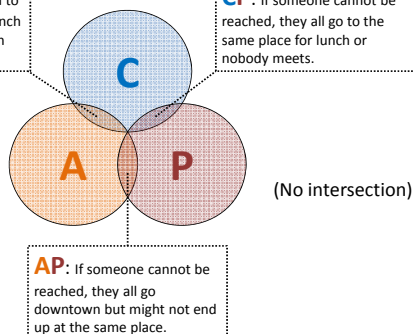 CP: If someone cannot be
reached, they all go to the
same place for lunch or
nobody meets.
C
A
P
(No intersection)
AP: If someone cannot be
reached, they all go
downtown but might not end
up at the same place.